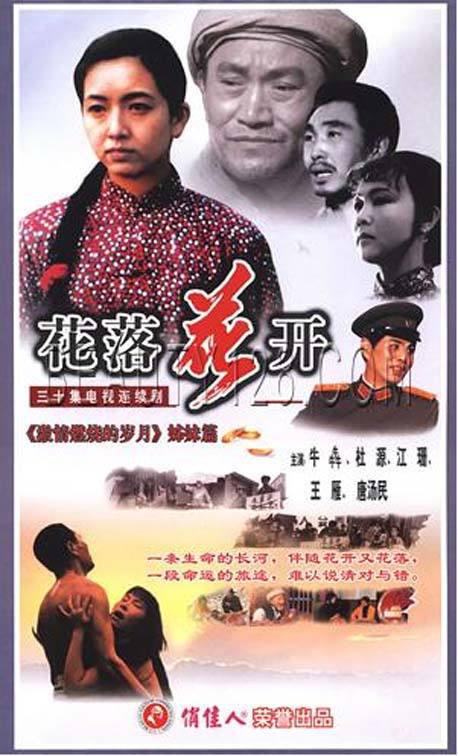 花落花开
三十集电视连续剧
《激情燃烧的岁月》姊妹篇
主演：牛犇、杜源、江珊、
王雁、唐汤民
一条生命的长河，伴随花开又花落，
一段命运的旅途，难以说清对与错。
俏佳人®荣誉出品